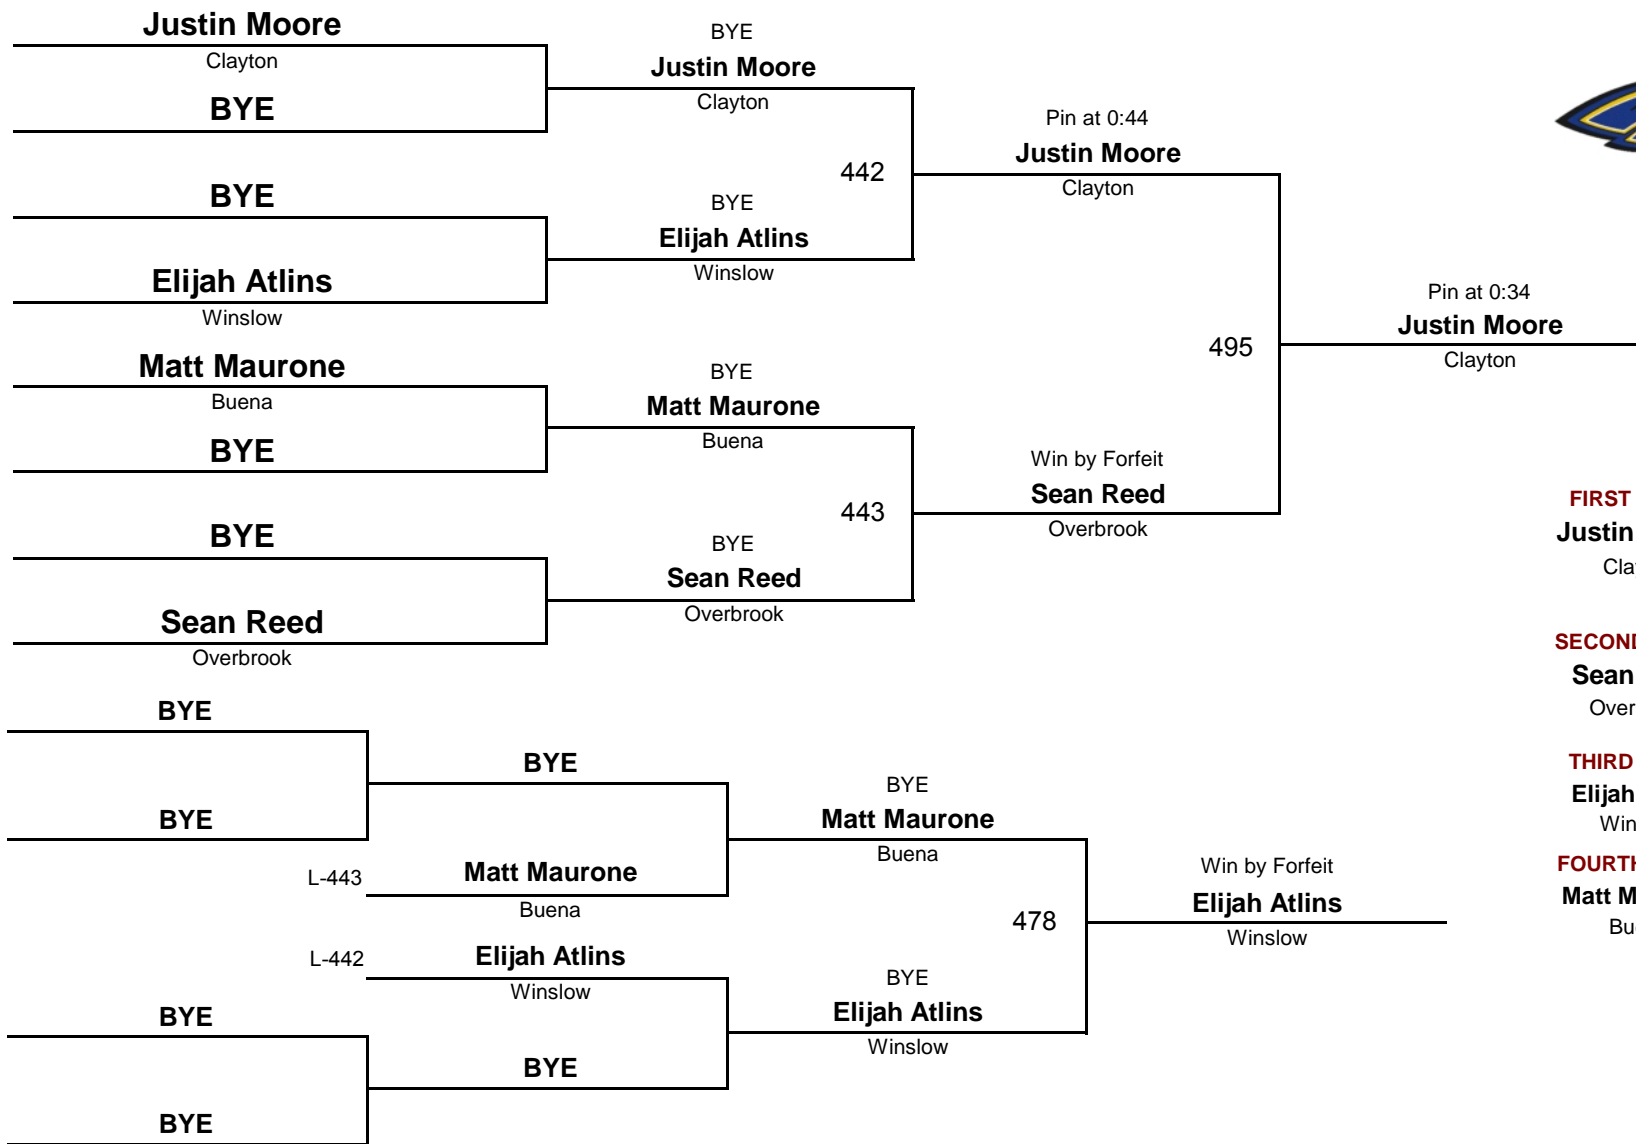 Justin Moore
Clayton
BYE
BYE
Elijah Atlins
Winslow
Matt Maurone
Buena
BYE
BYE
Sean Reed
Overbrook
BYE
Justin Moore
Clayton
442
BYE
Elijah Atlins
Winslow
BYE
Matt Maurone
Buena
443
BYE
Sean Reed
Overbrook
Pin at 0:44
Justin Moore
Clayton
495
Win by Forfeit
Sean Reed
Overbrook
Pin at 0:34
Justin Moore
Clayton
FIRST
Justin
Cla
SECOND
Sean
Over
THIRD
Elijah
Win
FOURTH
Matt M
Bu
BYE
BYE
BYE
L-443
Matt Maurone
Buena
L-442
Elijah Atlins
Winslow
BYE
BYE
BYE
BYE
Matt Maurone
Buena
478
BYE
Elijah Atlins
Winslow
Win by Forfeit
Elijah Atlins
Winslow